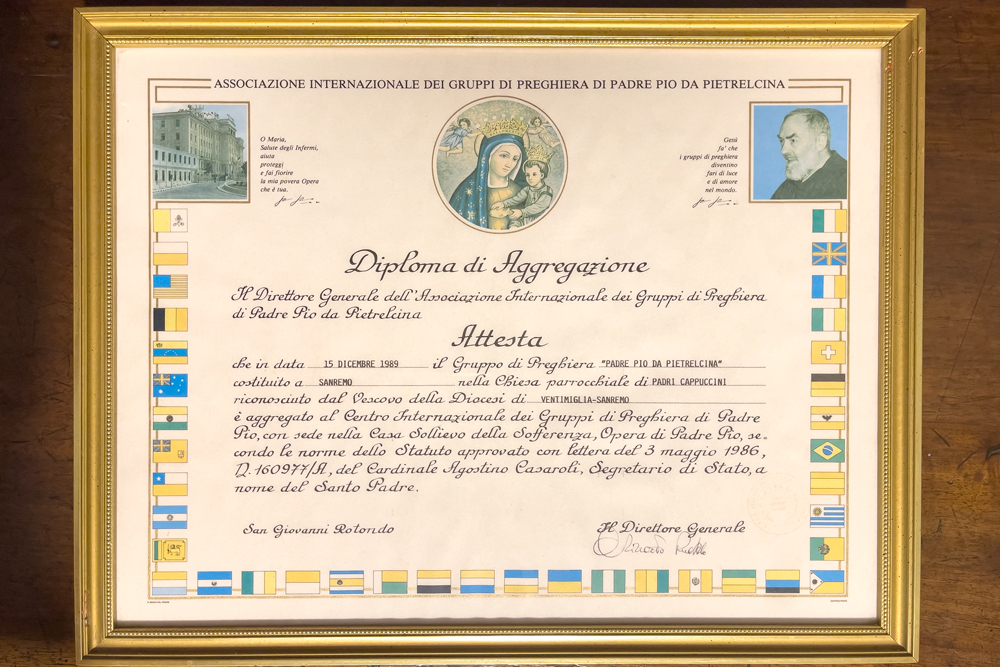 ASSOCIAZIONE INTERNAZIONALE DEI GRUPPI DI PREGHIERA DI PADRE PIO DA PIETRELCINA
O Maria,
Salute degli Infermi,
aiuta
proteggi
e fai fiorire
la mia povera Opera
che è tua.
Gesù
fa' che
i gruppi di preghiera
diventino
fari di luce
e di amore
nel mondo.
Diploma di Aggregazione
Il Direttore Generale dell'Associazione Internazionale dei Gruppi di Preghiera
di Padre Pio da Pietrelcina
Attesta
che in data 15 DICEMBRE 1989 il Gruppo di Preghiera "PADRE PIO DA PIETRELCINA"
costituito a SANREMO nella Chiesa parrocchiale di PADRI CAPPUCCINI
riconosciuto dal Vescovo della Diocesi di VENTIMIGLIA-SANREMO
è aggregato al Centro Internazionale dei Gruppi di Preghiera di Padre
Pio, con sede nella Casa Sollievo della Sofferenza, Opera di Padre Pio, se-
condo le norme dello Statuto approvato con lettera del 3 maggio 1986,
N. 160977/A, del Cardinale Agostino Casaroli, Segretario di Stato, a
nome del Santo Padre.
San Giovanni Rotondo
Il Direttore Generale